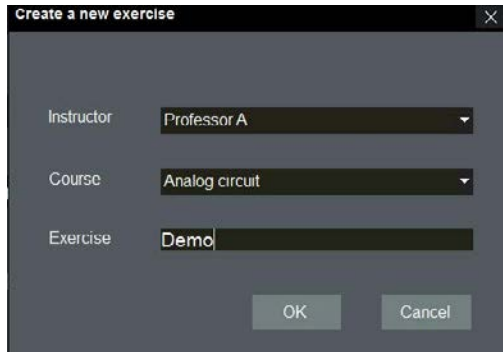 Create a new exercise
Instructor Professor A
Course Analog circuit
Exercise Demo
OK Cancel